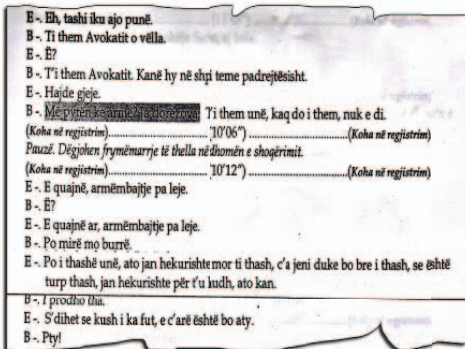 E -. Eh, tashi iku ajo punë.
B -. Ti them Avokatit o vëlla.
E -. Ë?
B -. T'i them Avokatit. Kanë hy në shpi teme padrejtësisht.
E -. Hajde gjeje.
B -. Më pyten ke armë? Ja dorëzova! T'i them unë, kaq do i them, nuk e di.
(Koha në regjistrim)..............................'10'06")..............................(Koha në regjistrim)
Pauzë. Dëgjohen frymëmarrje të thella në dhomën e shoqërimit.
(Koha në regjistrim)..............................'10'12")..............................(Koha në regjistrim)
E -. E quajnë, armëmbajtje pa leje.
B -. Ë?
E -. E quajnë ar, armëmbajtje pa leje.
B -. Po mirë mo burrë.
E -. Po i thashë unë, ato jan hekurishte mor ti thash, c'a jeni duke bo bre i thash, se është
turp thash, jan hekurishte për t'u ludh, ato kan.
B -. I prodho tha.
E -. S'dihet se kush i ka fut, e c'arë është bo aty.
B -. Pty!